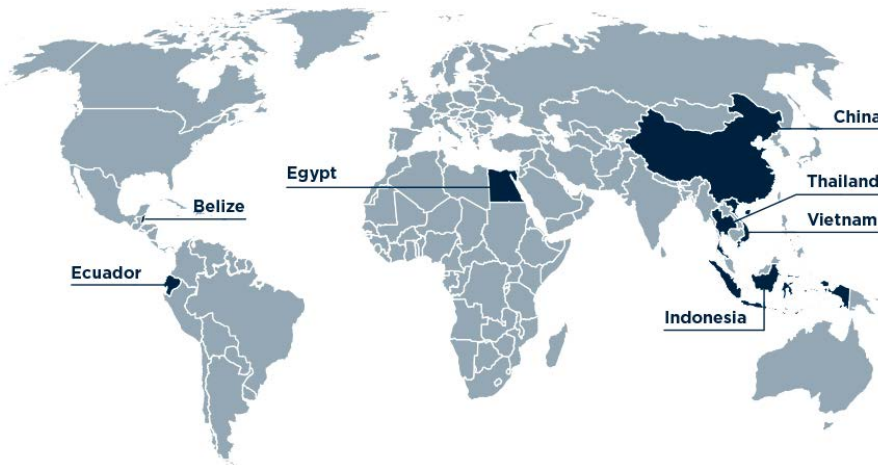 China
Thailand
Egypt
Belize
Vietnam
Ecuador
Indonesia